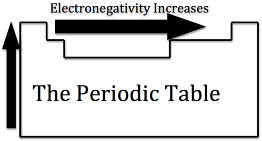 Electronegativity Increases
The Periodic Table